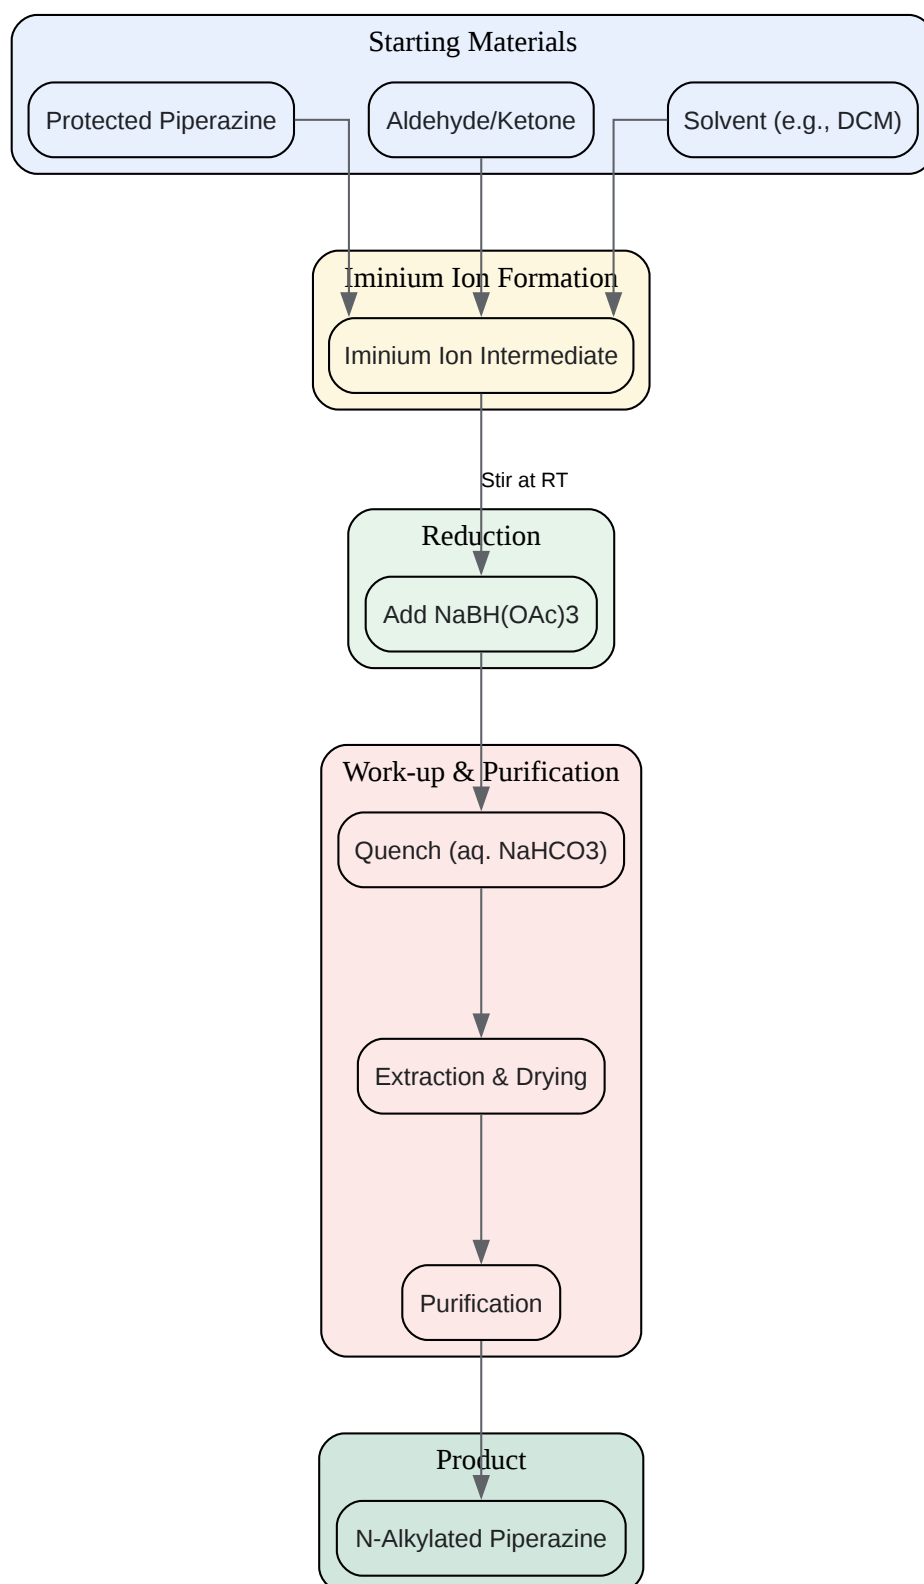 Starting Materials
Protected Piperazine
Aldehyde/Ketone
Solvent (e.g., DCM)
Iminium Ion Formation
Iminium Ion Intermediate
Stir at RT
Reduction
Add NaBH(OAc)3
Work-up & Purification
Quench (aq. NaHCO3)
Extraction & Drying
Purification
Product
N-Alkylated Piperazine